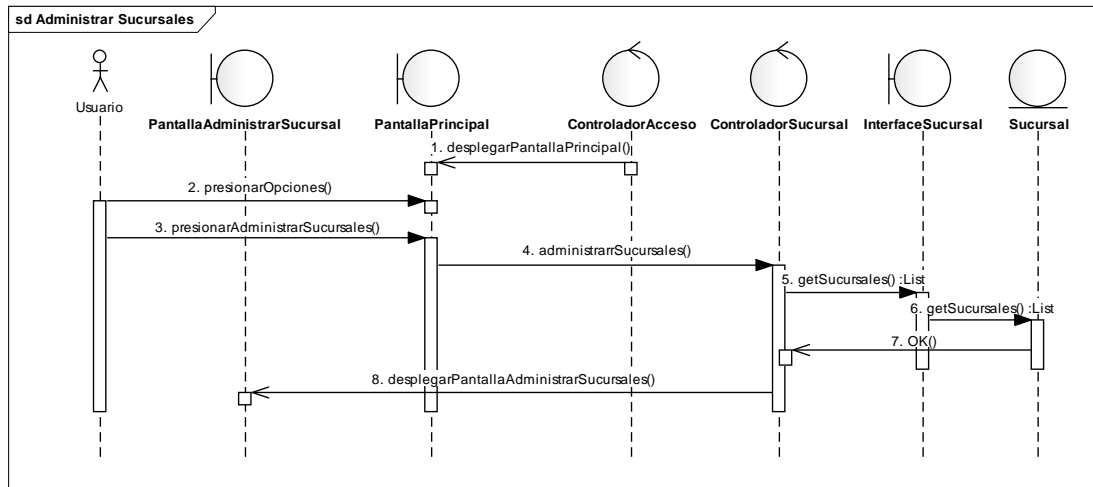 sd Administrar Sucursales
Usuario
PantallaAdministrarSucursal
PantallaPrincipal
ControladorAcceso
ControladorSucursal
InterfaceSucursal
Sucursal
1. desplegarPantallaPrincipal()
2. presionarOpciones()
3. presionarAdministrarSucursales()
4. administrarrSucursales()
5. getSucursales() :List
6. getSucursales() :List
7. OK()
8. desplegarPantallaAdministrarSucursales()